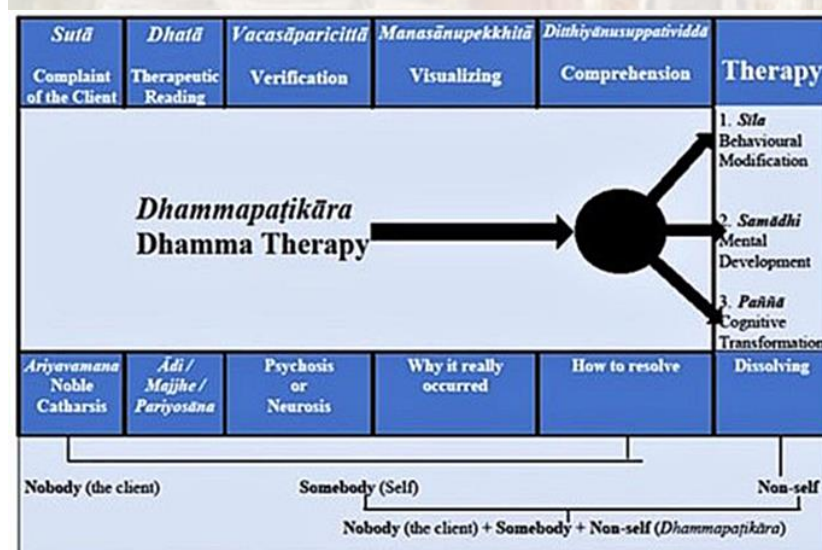 Sutā Dhatā Vacasāparicittā Manasānupekkhitā Ditthiyānusuppatividdā
Complaint of the Client
Therapeutic Reading
Verification
Visualizing
Comprehension
Therapy
1. Sīla
Behavioural
Modification
Dhammapaṭikāra
Dhamma Therapy
2. Samādhi
Mental
Development
3. Paññā
Cognitive
Transformation
Ariyavamana
Noble
Catharsis
Ādi /
Majjhe /
Pariyosāna
Psychosis
or
Neurosis
Why it really
occurred
How to resolve
Dissolving
Nobody (the client) Somebody (Self) Non-self
Nobody (the client) + Somebody + Non-self (Dhammapaṭikāra)